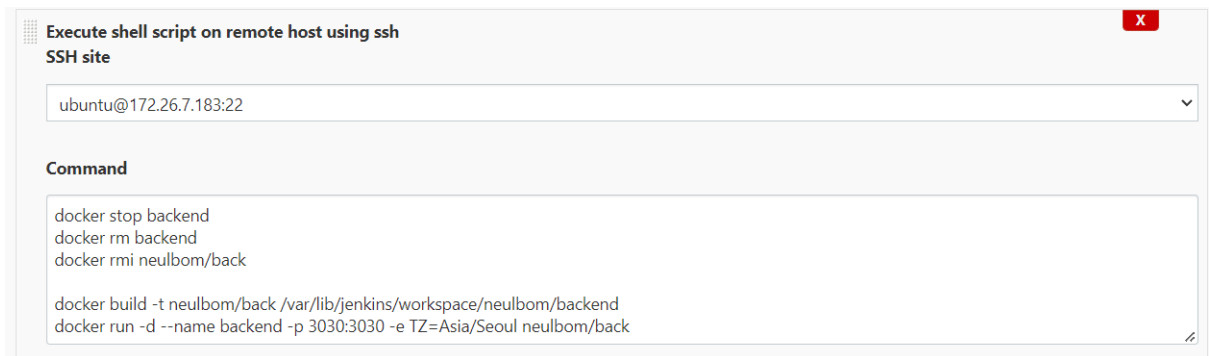 X
Execute shell script on remote host using ssh
SSH site
ubuntu@172.26.7.183:22
Command
docker stop backend
docker rm backend
docker rmi neulbom/back
docker build -t neulbom/back /var/lib/jenkins/workspace/neulbom/backend
docker run -d --name backend -p 3030:3030 -e TZ=Asia/Seoul neulbom/back